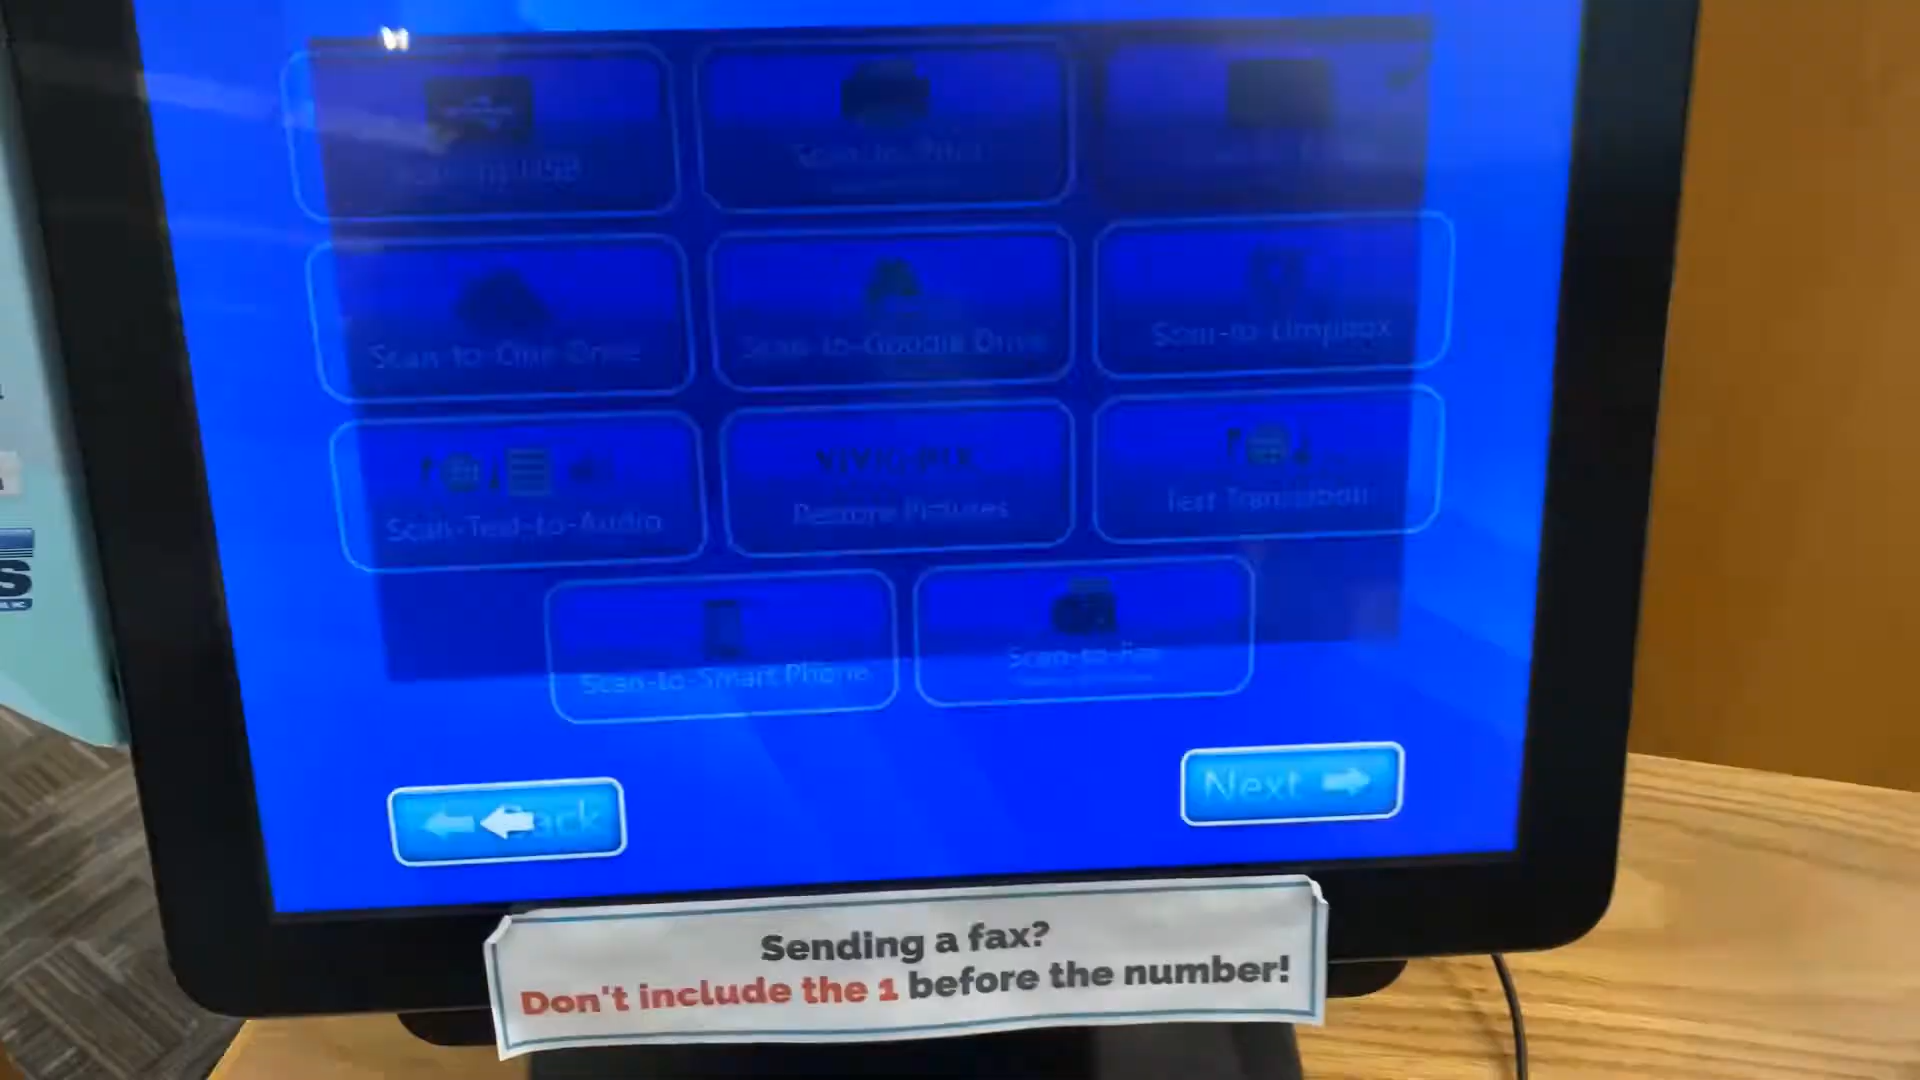 Scan-to-One Drive
Scan-to-Google Drive
Scan-to-Dropbox
Scan-Text-to-Audio
VIVID-PIX
Restore Pictures
Text Translation
Scan-to-Smart Phone
Scan-to-Fax
Back
Next
Sending a fax?
Don't include the 1 before the number!